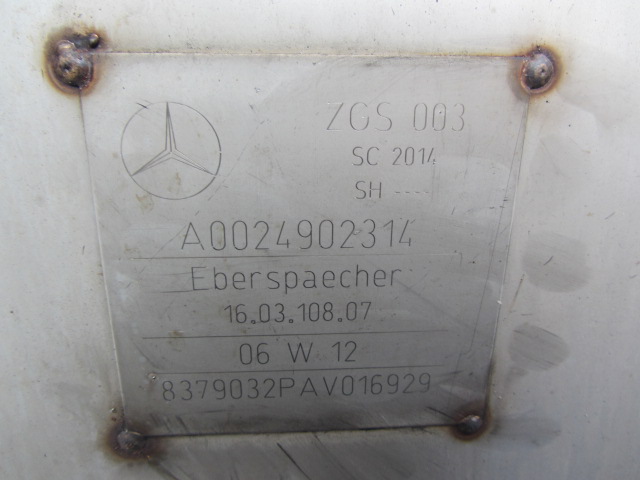 ZGS 003
SC 2014
SH ----
A0024902314
Eberspaecher
16.03.108.07
06 W 12
8379032PAV016929